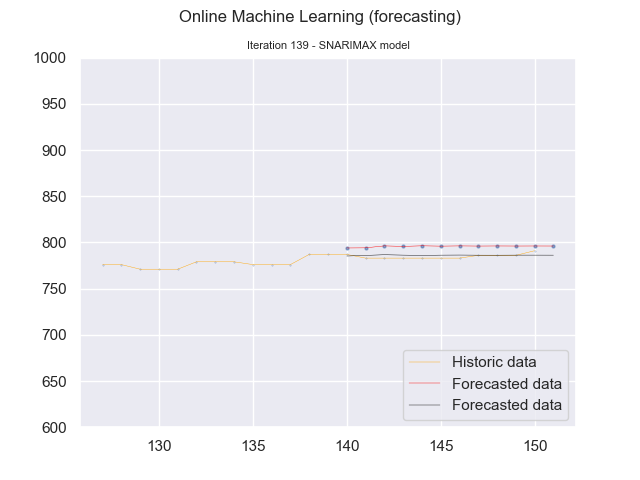 Online Machine Learning (forecasting)
Iteration 139 - SNARIMAX model
1000
950
900
850
800
750
700
650
600
130
135
140
145
150
Historic data
Forecasted data
Forecasted data